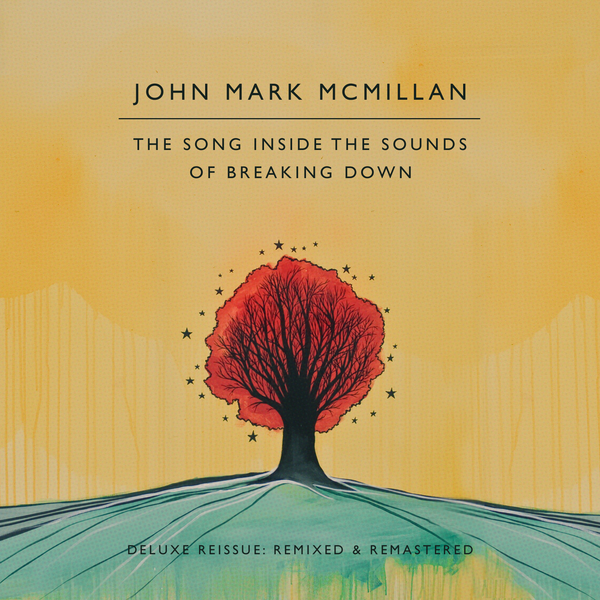 JOHN MARK MCMILLAN
THE SONG INSIDE THE SOUNDS
OF BREAKING DOWN
DELUXE REISSUE: REMIXED & REMASTERED